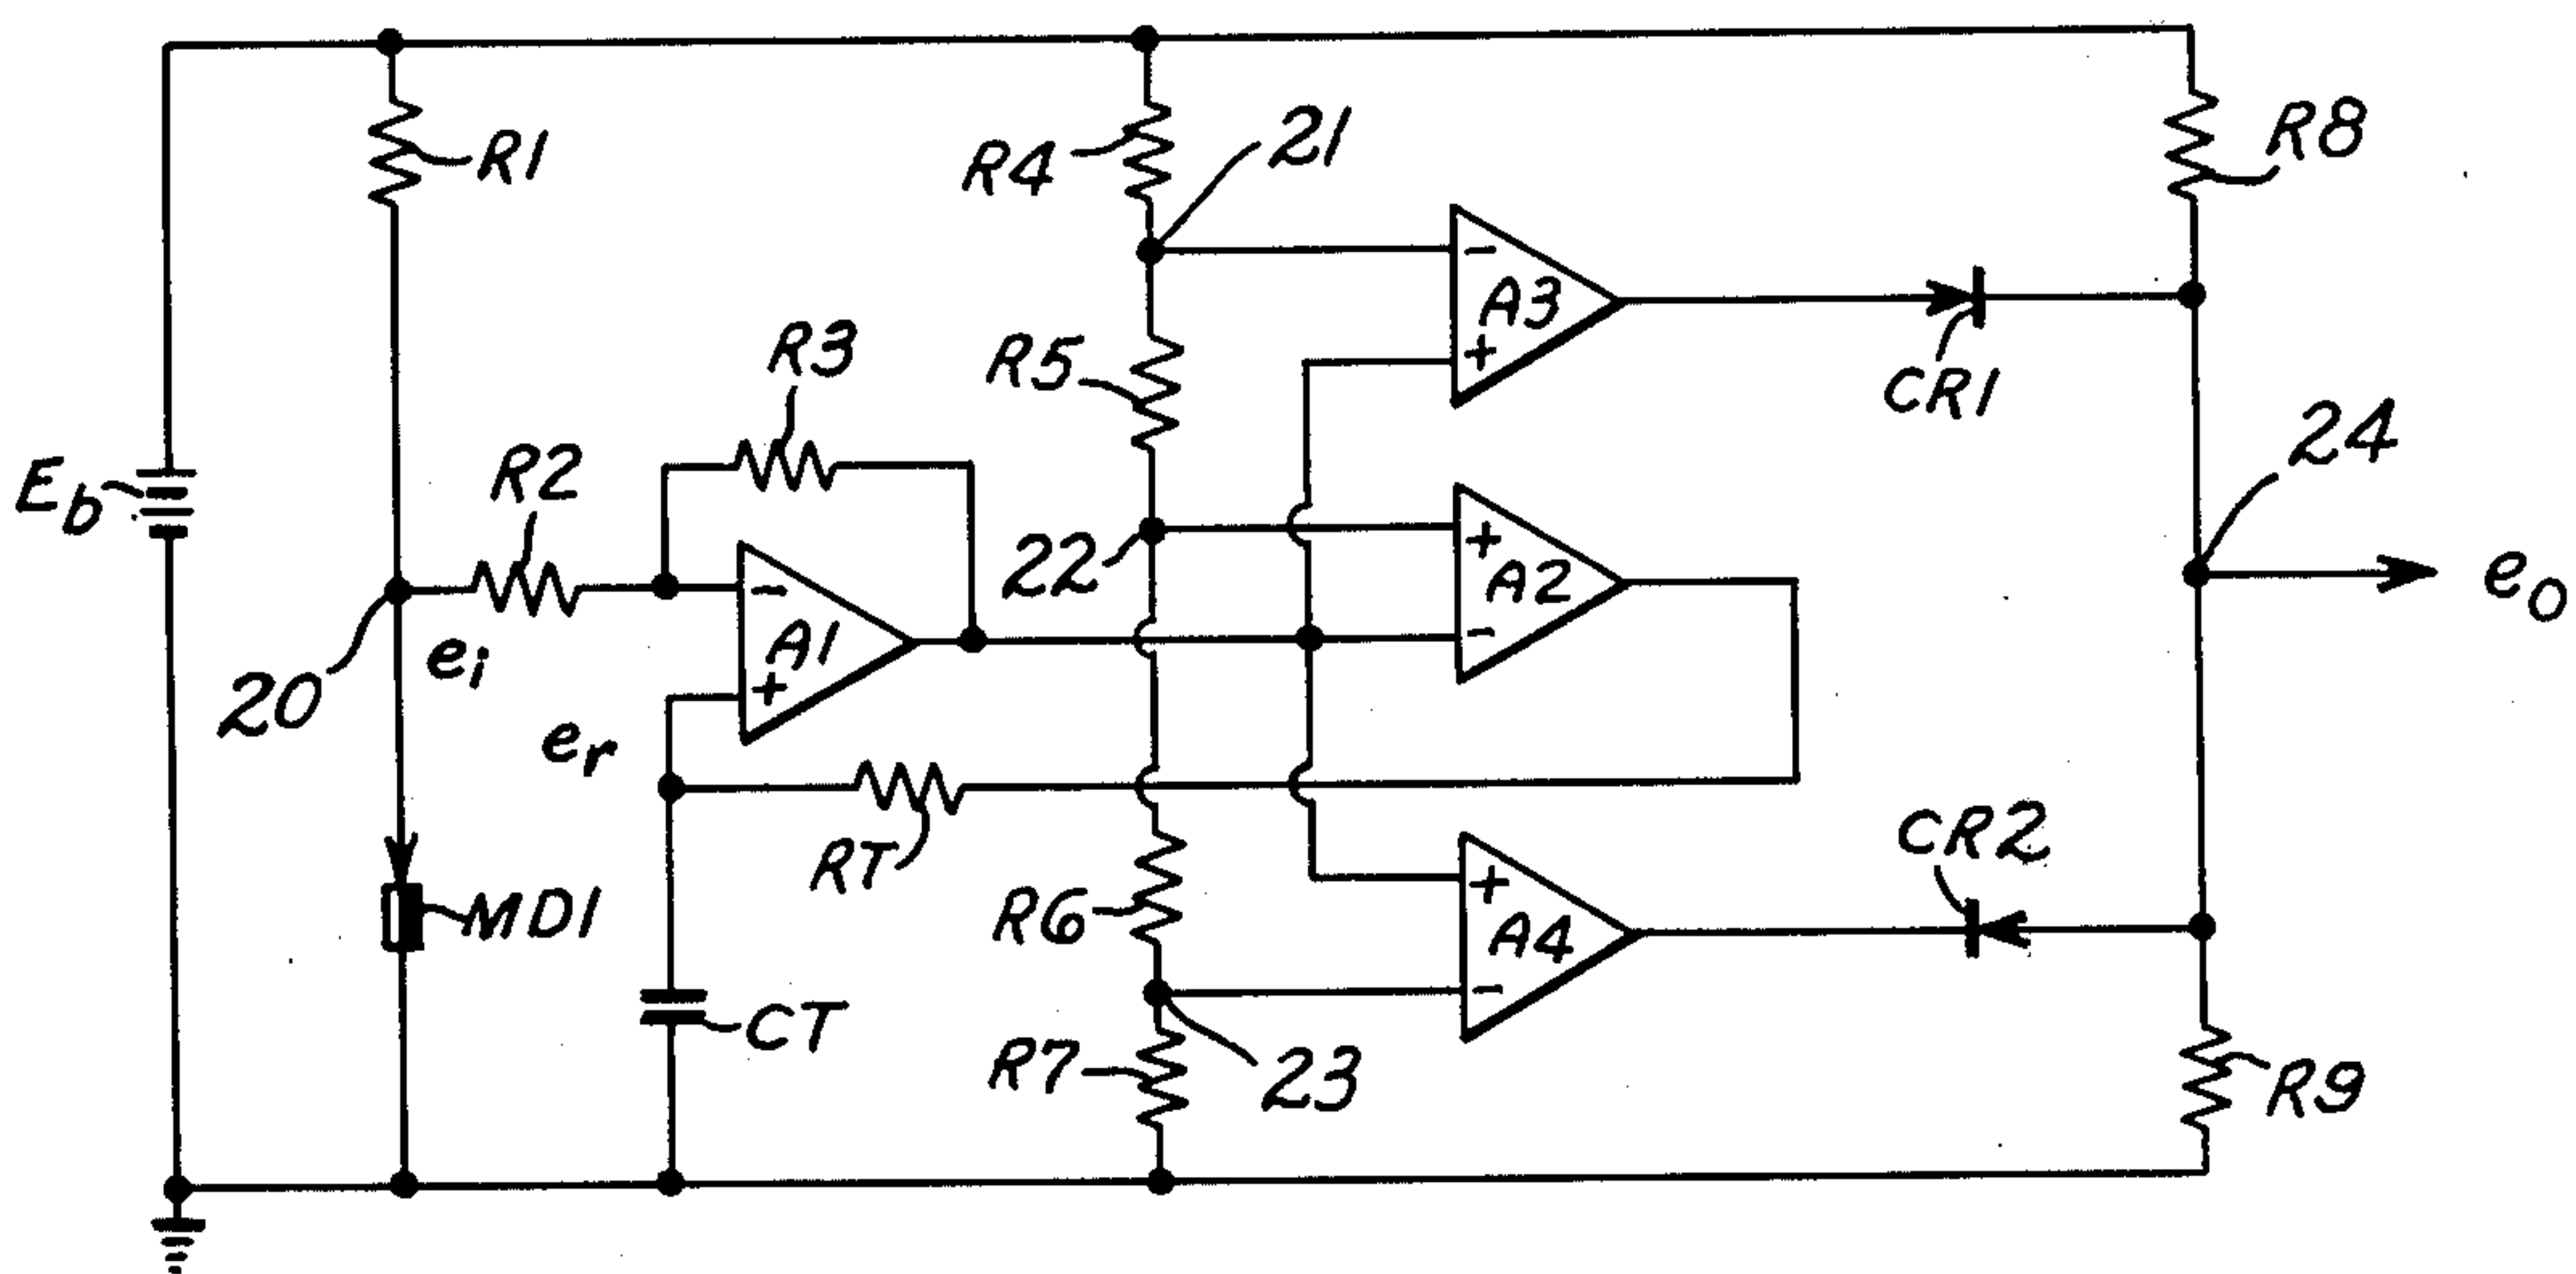 R1
R4
21
R8
A3
-
+
CR1
R3
R5
24
Eb
R2
22
+
A2
-
eo
20
ei
-
A1
+
er
RT
CR2
MD1
R6
+
A4
-
CT
R7
23
R9